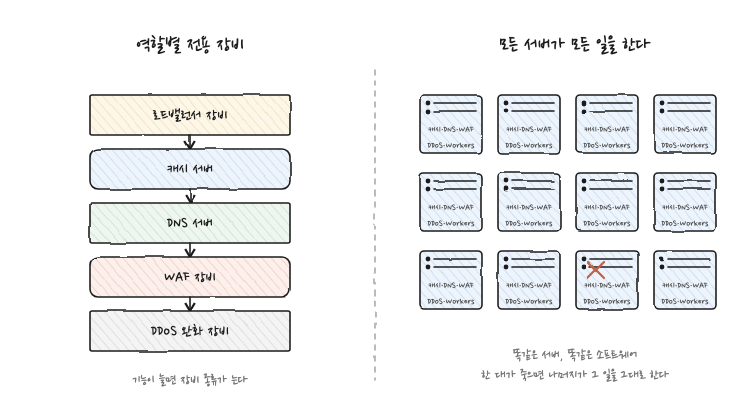 역할별 전용 장비
로드밸런서 장비
캐시 서버
DNS 서버
WAF 장비
DDoS 완화 장비
기능이 늘면 장비 종류가 는다
모든 서버가 모든 일을 한다
캐시·DNS·WAF
DDoS·Workers
캐시·DNS·WAF
DDoS·Workers
캐시·DNS·WAF
DDoS·Workers
캐시·DNS·WAF
DDoS·Workers
캐시·DNS·WAF
DDoS·Workers
캐시·DNS·WAF
DDoS·Workers
캐시·DNS·WAF
DDoS·Workers
캐시·DNS·WAF
DDoS·Workers
캐시·DNS·WAF
DDoS·Workers
캐시·DNS·WAF
DDoS·Workers
캐시·DNS·WAF
DDoS·Workers
캐시·DNS·WAF
DDoS·Workers
똑같은 서버, 똑같은 소프트웨어
한 대가 죽으면 나머지가 그 일을 그대로 한다